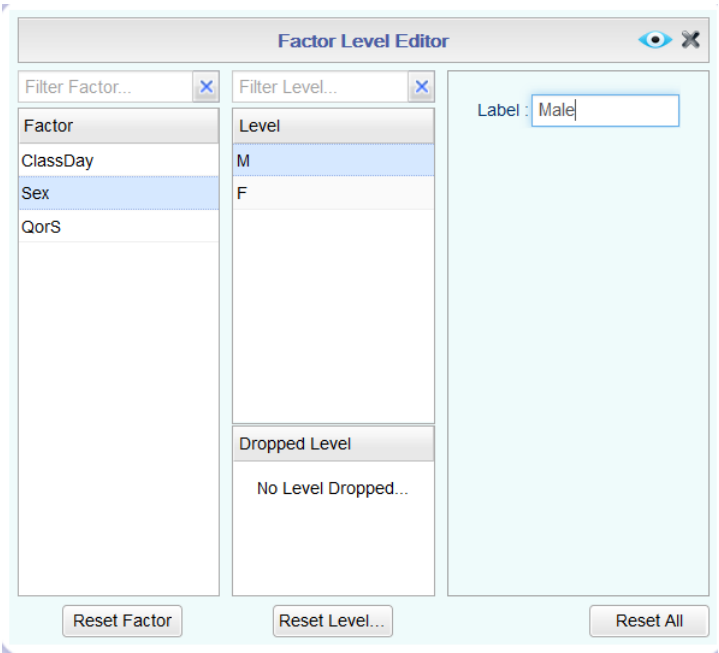 Factor Level Editor
Filter Factor...
Filter Level...
Label : Male
Factor
Level
ClassDay
M
Sex
F
QorS
Dropped Level
No Level Dropped...
Reset Factor
Reset Level...
Reset All